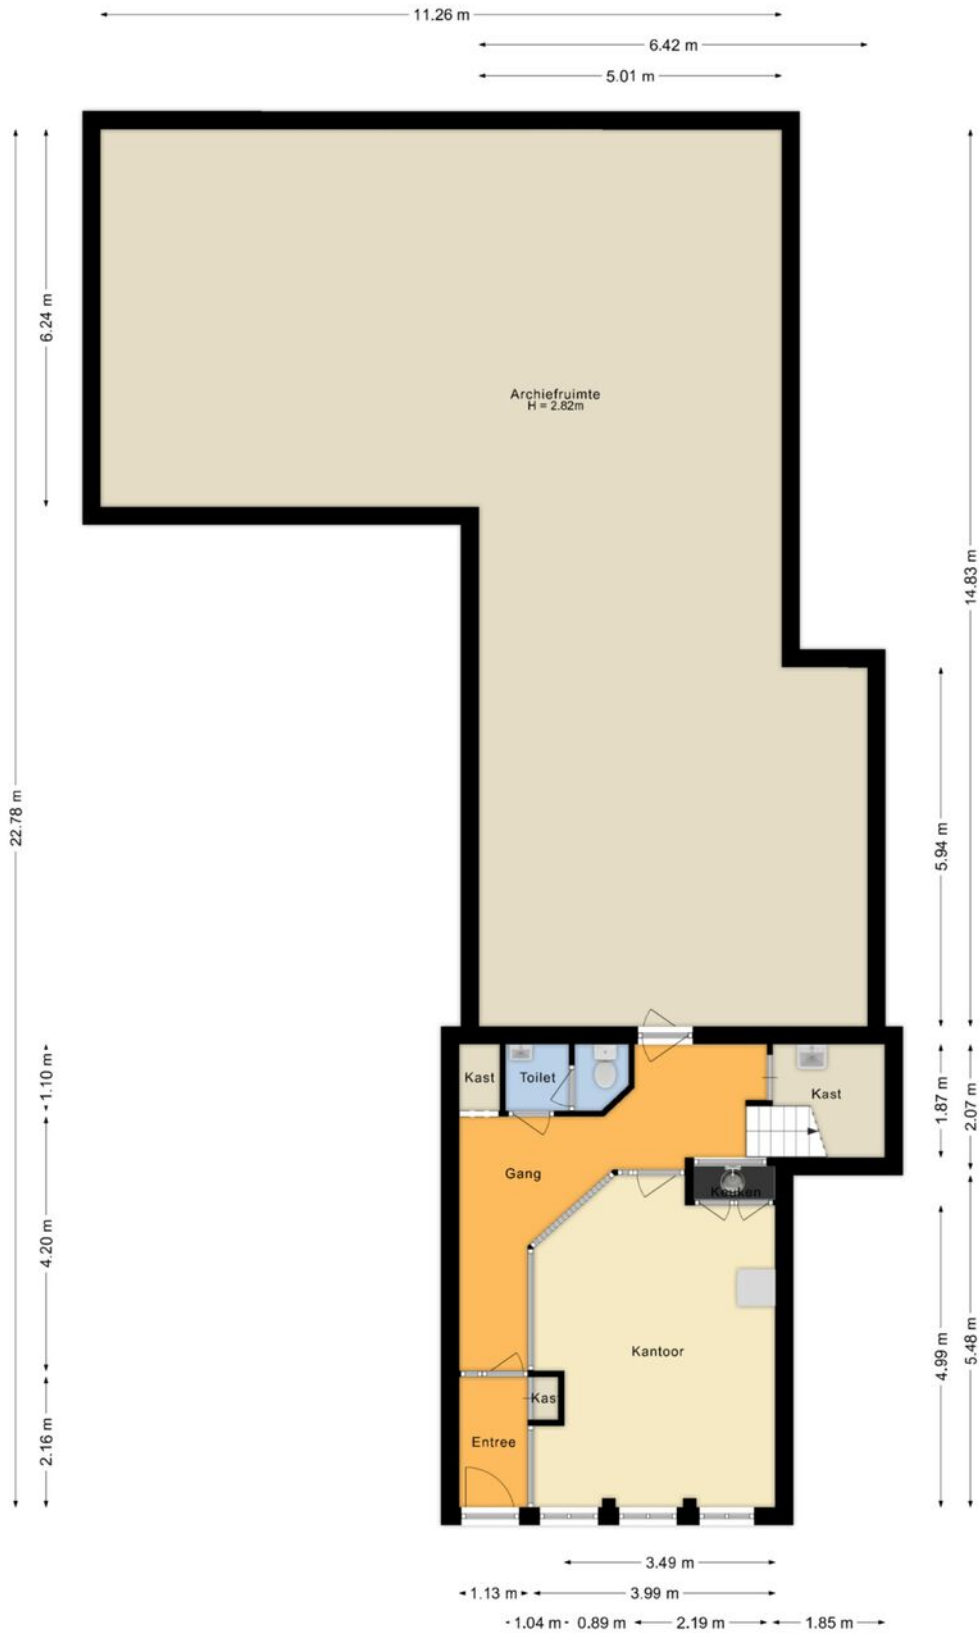 11.26 m
6.42 m
5.01 m
6.24 m
22.78 m
14.83 m
Archiefruimte
H = 2.82m
5.94 m
1.10 m
Kast
Toilet
Kast
1.87 m
2.07 m
Gang
Keuken
4.20 m
Kantoor
4.99 m
5.48 m
Kas
2.16 m
Entree
3.49 m
1.13 m
3.99 m
1.04 m
0.89 m
2.19 m
1.85 m